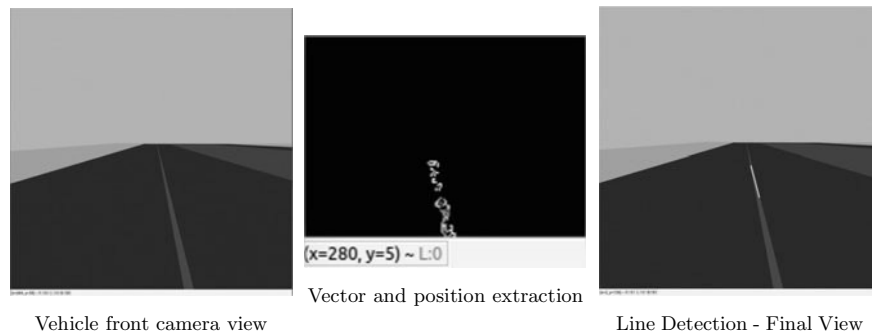 (x=280, y=5) ~ L:0
Vector and position extraction
Vehicle front camera view
Line Detection - Final View